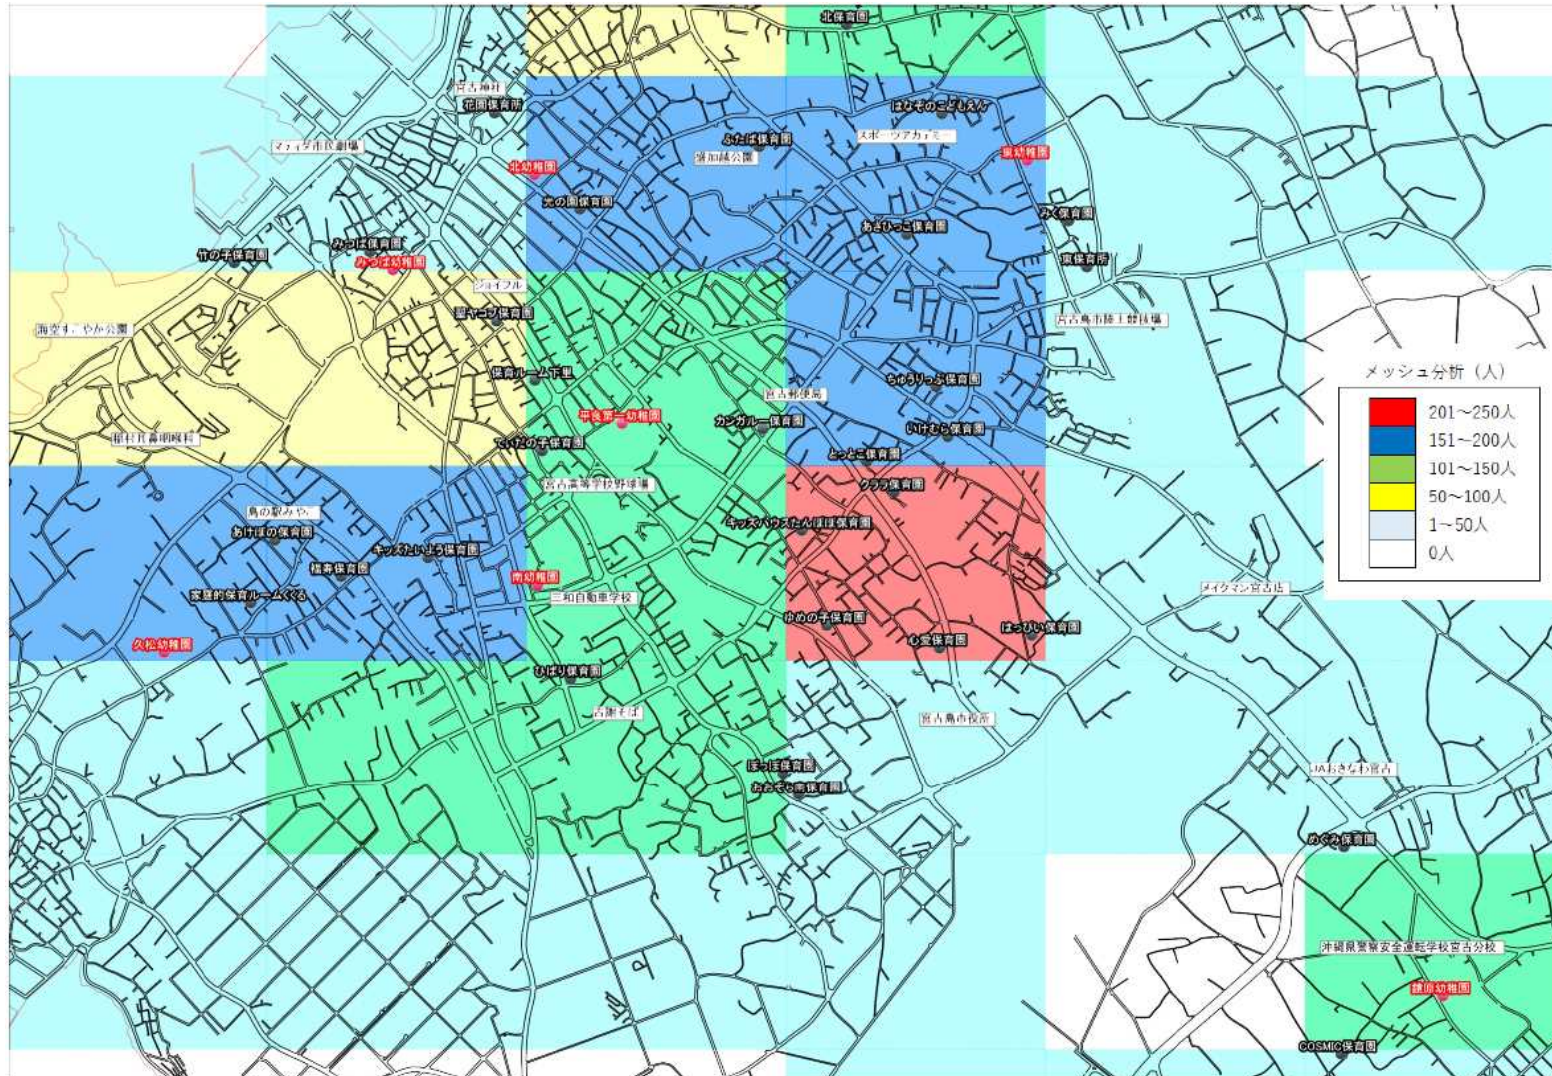 北保育園
宮古神社
花園保育所
はなぞのこどもえん
マティダ市民劇場
ふたば保育園
スポーツアカデミー
盛加越公園
東幼稚園
北幼稚園
光の園保育園
みく保育園
あさひっこ保育園
みつば保育園
竹の子保育園
みつば幼稚園
東保育所
ジョイフル
聖ヤコブ保育園
海空すこやか公園
宮古島市陸上競技場
メッシュ分析（人）
保育ルーム下里
ちゅうりっぷ保育園
宮古郵便局
201～250人
平良第一幼稚園
カンガルー保育園
いけむら保育園
植村耳鼻咽喉科
151～200人
ていだの子保育園
とっとこ保育園
101～150人
宮古高等学校野球場
クララ保育園
50～100人
島の駅みやこ
キッズハウスたんぽぽ保育園
1～50人
あけぼの保育園
キッズたいよう保育園
0人
福寿保育園
南幼稚園
メイクマン宮古店
家庭的保育ルームくくる
三和自動車学校
ゆめの子保育園
はっぴい保育園
久松幼稚園
心愛保育園
ひばり保育園
古謝そば
宮古島市役所
ぽっぽ保育園
JAおきなわ宮古
おおぞら南保育園
めぐみ保育園
沖縄県警察安全運転学校宮古分校
鏡原幼稚園
COSMIC保育園